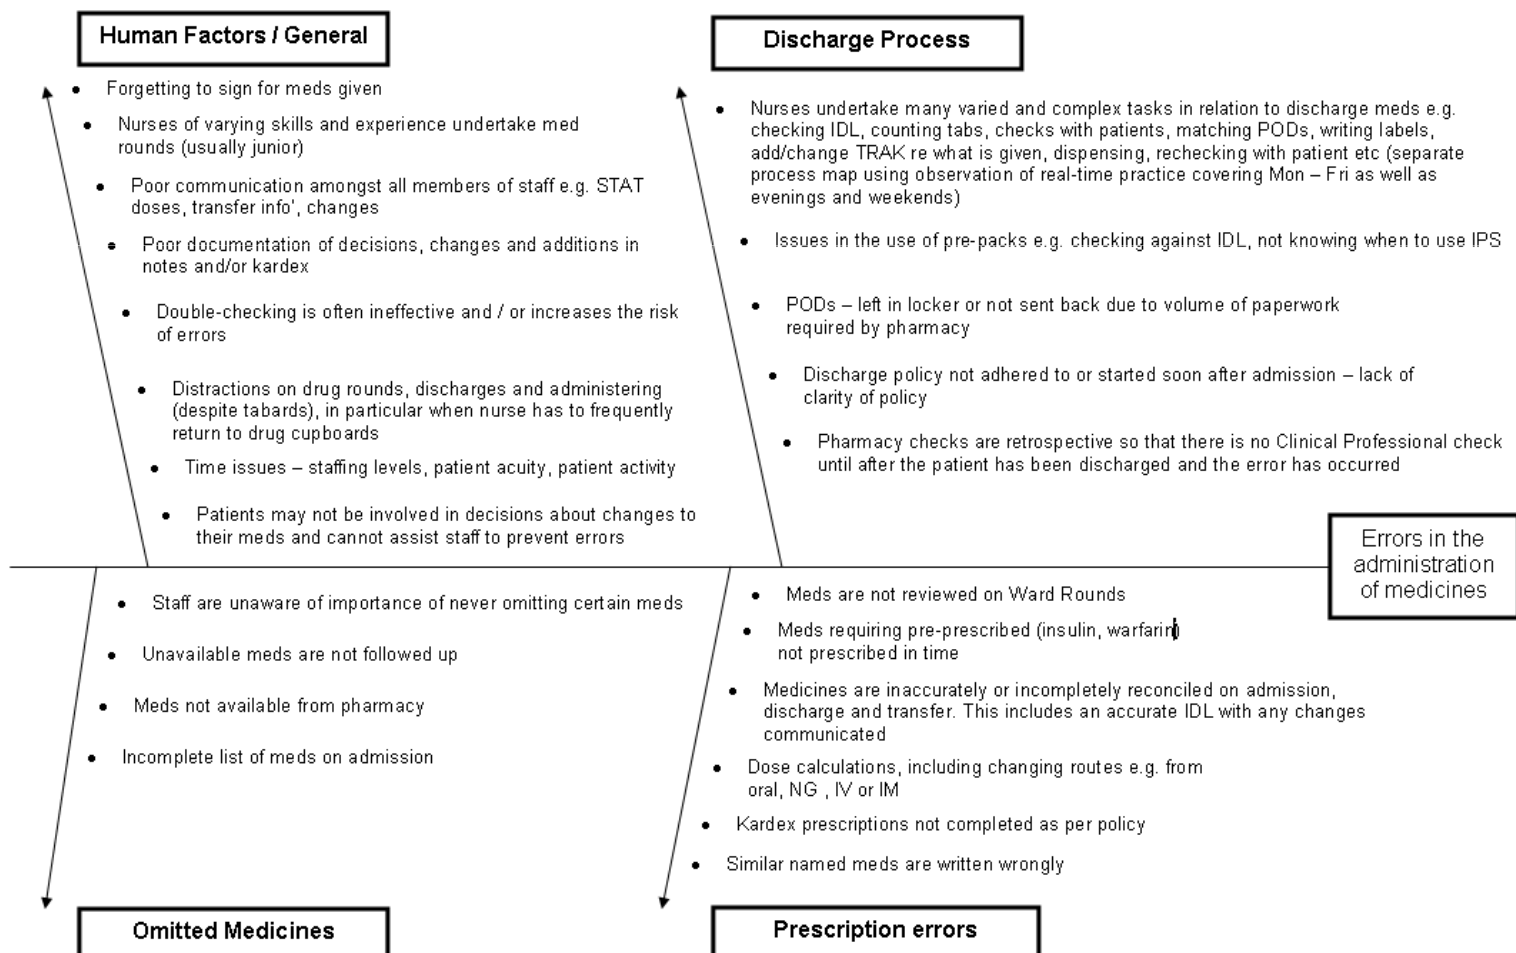 Human Factors / General
• Forgetting to sign for meds given
• Nurses of varying skills and experience undertake med
rounds (usually junior)
• Poor communication amongst all members of staff e.g. STAT
doses, transfer info', changes
• Poor documentation of decisions, changes and additions in
notes and/or kardex
• Double-checking is often ineffective and / or increases the risk
of errors
• Distractions on drug rounds, discharges and administering
(despite tabards), in particular when nurse has to frequently
return to drug cupboards
• Time issues – staffing levels, patient acuity, patient activity
• Patients may not be involved in decisions about changes to
their meds and cannot assist staff to prevent errors
Discharge Process
• Nurses undertake many varied and complex tasks in relation to discharge meds e.g.
checking IDL, counting tabs, checks with patients, matching PODs, writing labels,
add/change TRAK re what is given, dispensing, rechecking with patient etc (separate
process map using observation of real-time practice covering Mon – Fri as well as
evenings and weekends)
• Issues in the use of pre-packs e.g. checking against IDL, not knowing when to use IPS
• PODs – left in locker or not sent back due to volume of paperwork
required by pharmacy
• Discharge policy not adhered to or started soon after admission – lack of
clarity of policy
• Pharmacy checks are retrospective so that there is no Clinical Professional check
until after the patient has been discharged and the error has occurred
Errors in the
administration
of medicines
• Staff are unaware of importance of never omitting certain meds
• Unavailable meds are not followed up
• Meds not available from pharmacy
• Incomplete list of meds on admission
Omitted Medicines
• Meds are not reviewed on Ward Rounds
• Meds requiring pre-prescribed (insulin, warfarin)
not prescribed in time
• Medicines are inaccurately or incompletely reconciled on admission,
discharge and transfer. This includes an accurate IDL with any changes
communicated
• Dose calculations, including changing routes e.g. from
oral, NG , IV or IM
• Kardex prescriptions not completed as per policy
• Similar named meds are written wrongly
Prescription errors